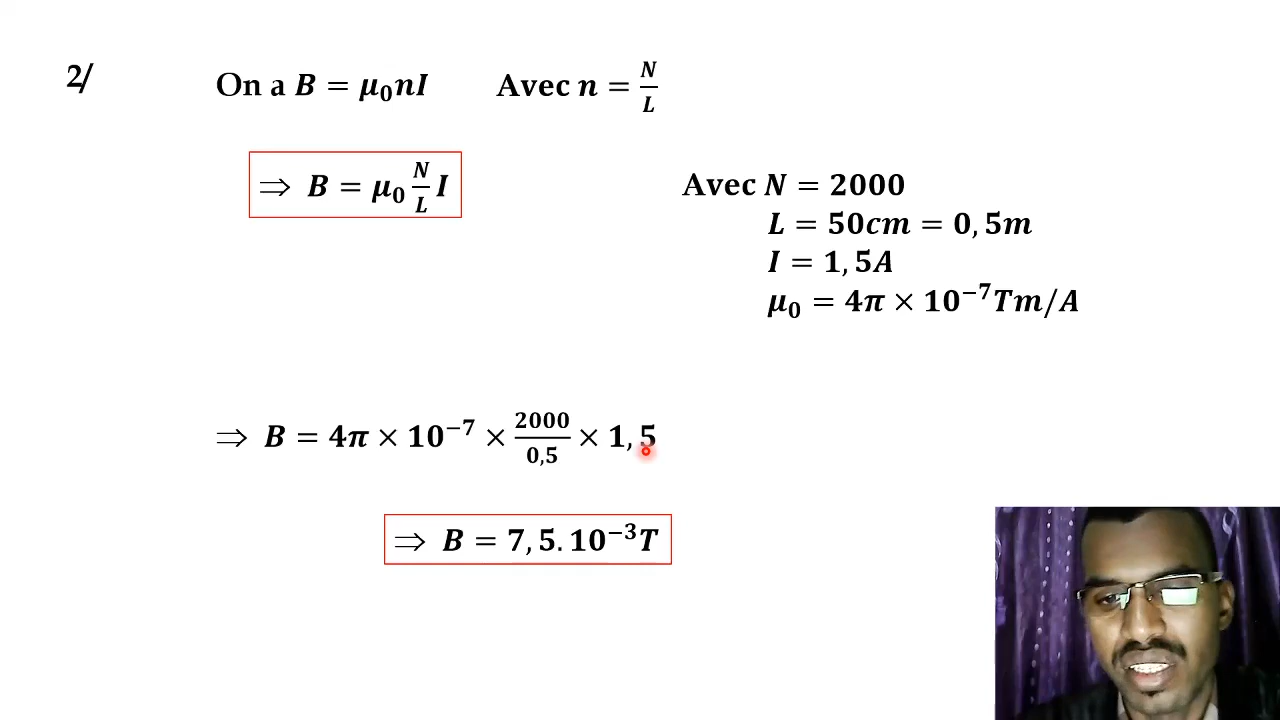 2/ On a B = μ₀nI Avec n = N/L
⟹ B = μ₀ N/L I
Avec N = 2000
L = 50cm = 0,5m
I = 1,5A
μ₀ = 4π × 10⁻⁷Tm/A
⟹ B = 4π × 10⁻⁷ × 2000/0,5 × 1,5
⟹ B = 7,5.10⁻³T